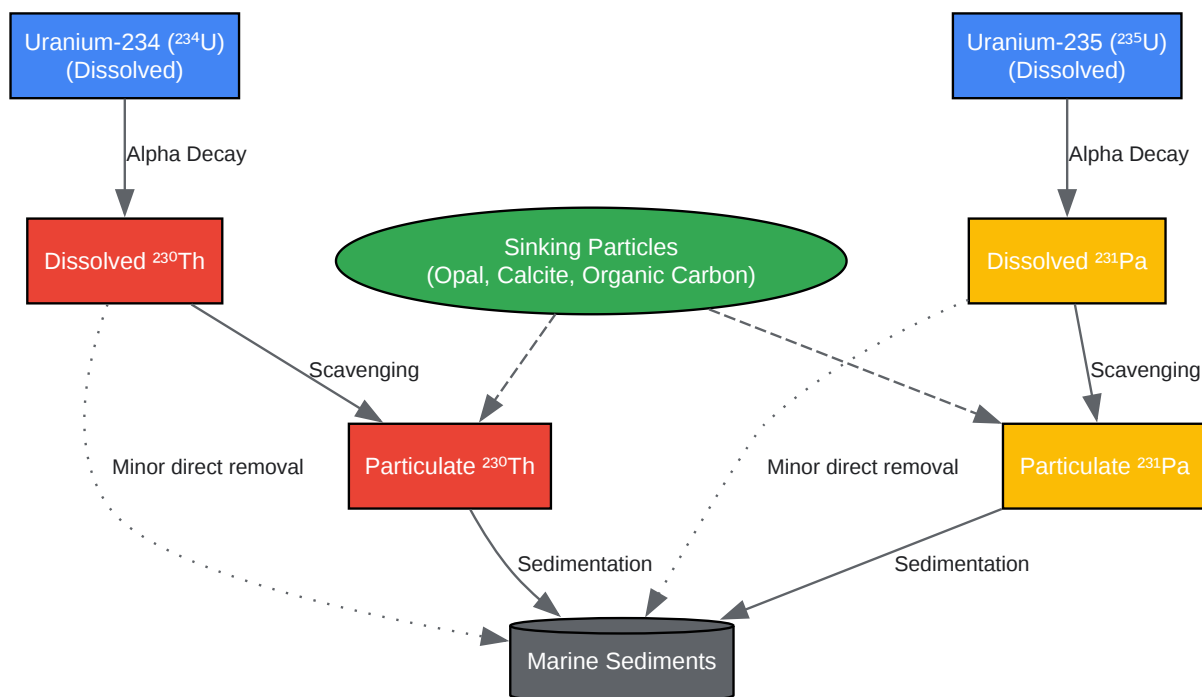 Uranium-234 (²³⁴U)
(Dissolved)
Uranium-235 (²³⁵U)
(Dissolved)
Alpha Decay
Alpha Decay
Dissolved ²³⁰Th
Sinking Particles
(Opal, Calcite, Organic Carbon)
Dissolved ²³¹Pa
Scavenging
Scavenging
Minor direct removal
Particulate ²³⁰Th
Minor direct removal
Particulate ²³¹Pa
Sedimentation
Sedimentation
Marine Sediments